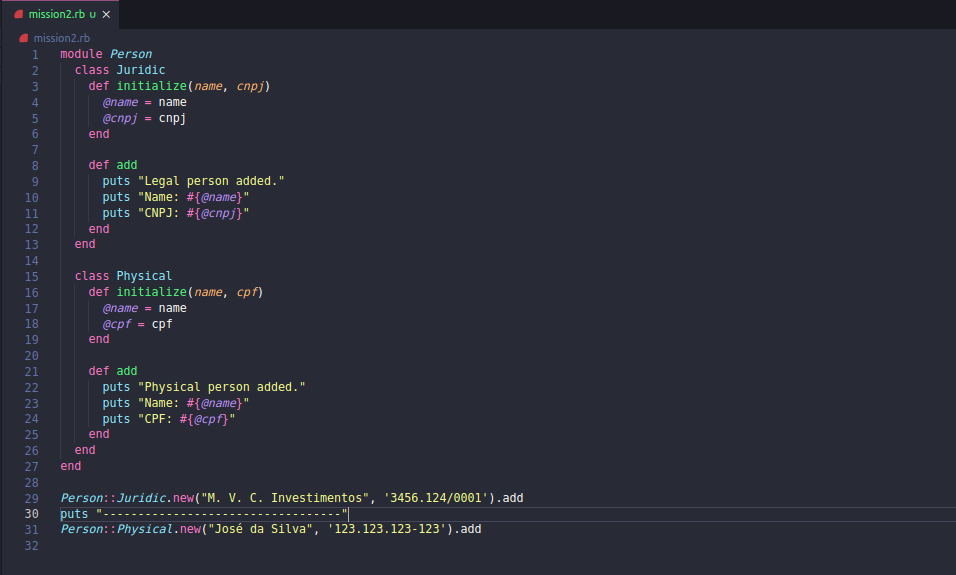 mission2.rb U ×
mission2.rb
1 module Person
2   class Juridic
3     def initialize(name, cnpj)
4       @name = name
5       @cnpj = cnpj
6     end
7
8     def add
9       puts "Legal person added."
10       puts "Name: #{@name}"
11       puts "CNPJ: #{@cnpj}"
12     end
13   end
14
15   class Physical
16     def initialize(name, cpf)
17       @name = name
18       @cpf = cpf
19     end
20
21     def add
22       puts "Physical person added."
23       puts "Name: #{@name}"
24       puts "CPF: #{@cpf}"
25     end
26   end
27 end
28
29 Person::Juridic.new("M. V. C. Investimentos", '3456.124/0001').add
30 puts "----------------------------------"
31 Person::Physical.new("José da Silva", '123.123.123-123').add
32